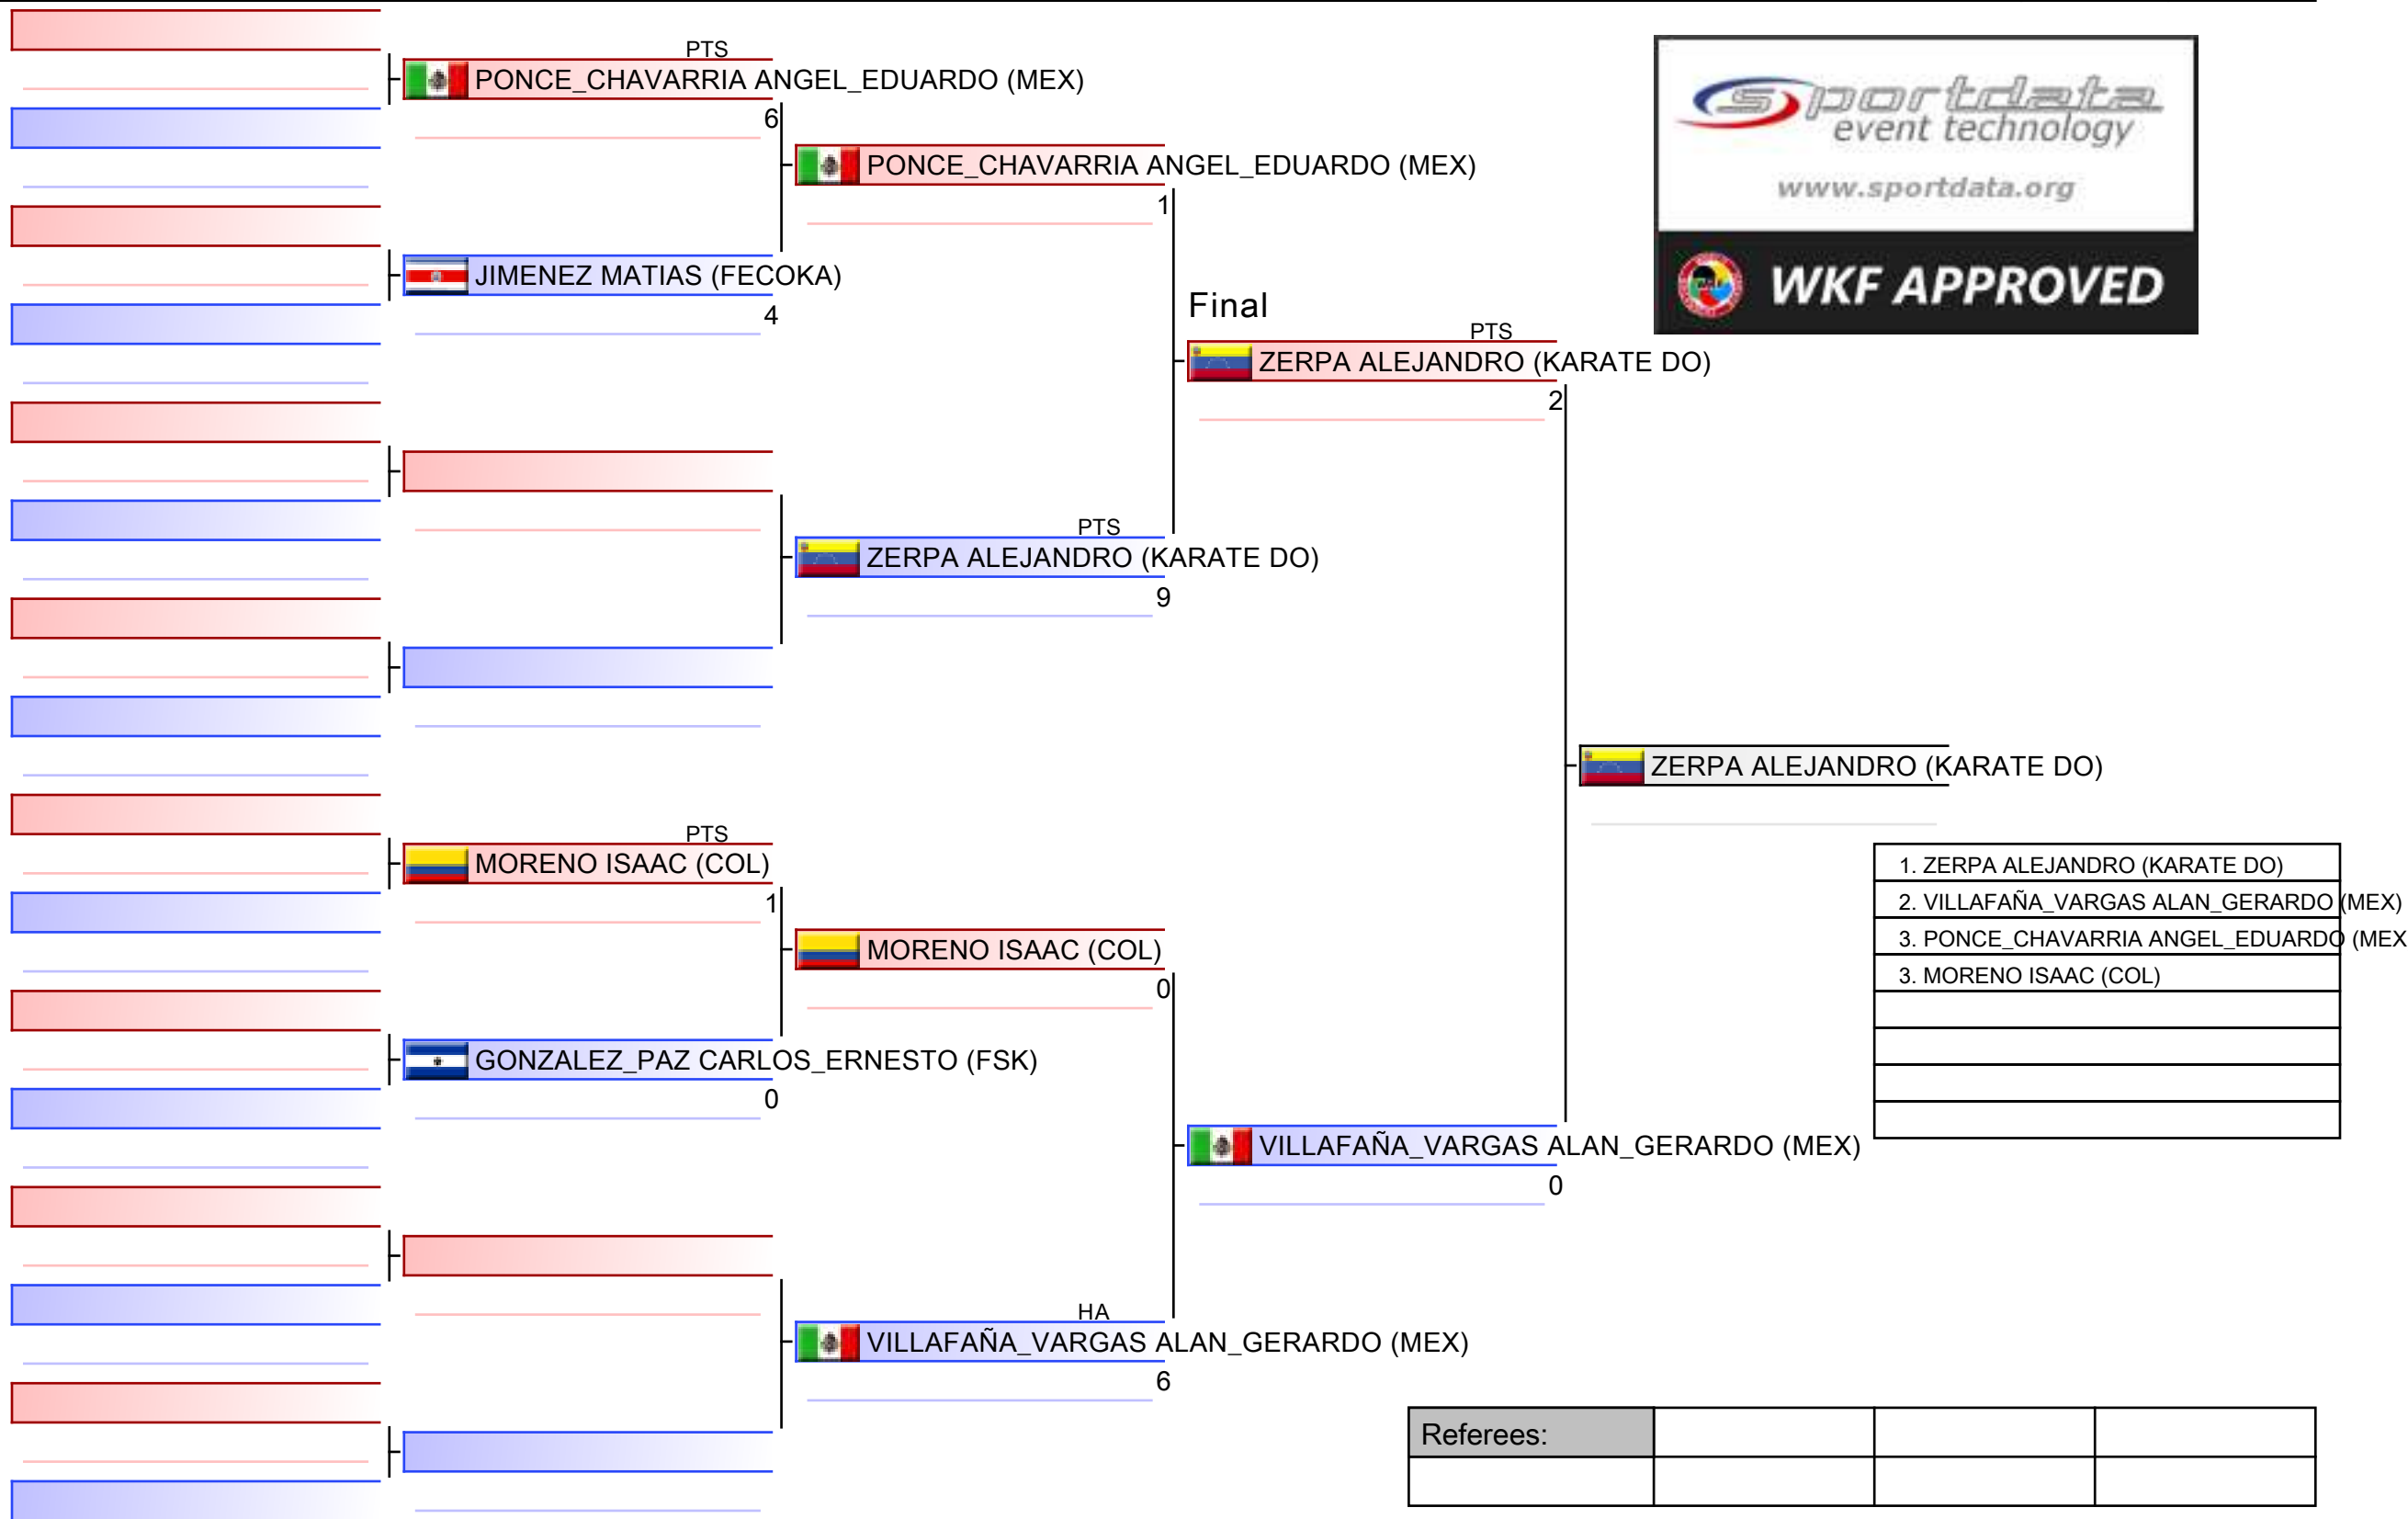 PTS
PONCE_CHAVARRIA ANGEL_EDUARDO (MEX)
6
JIMENEZ MATIAS (FECOKA)
4
PONCE_CHAVARRIA ANGEL_EDUARDO (MEX)
1
PTS
ZERPA ALEJANDRO (KARATE DO)
9
Final
PTS
ZERPA ALEJANDRO (KARATE DO)
2
sportdata
event technology
www.sportdata.org
WKF APPROVED
PTS
MORENO ISAAC (COL)
1
GONZALEZ_PAZ CARLOS_ERNESTO (FSK)
0
MORENO ISAAC (COL)
0
HA
VILLAFAÑA_VARGAS ALAN_GERARDO (MEX)
6
VILLAFAÑA_VARGAS ALAN_GERARDO (MEX)
0
ZERPA ALEJANDRO (KARATE DO)
1. ZERPA ALEJANDRO (KARATE DO)
2. VILLAFAÑA_VARGAS ALAN_GERARDO (MEX)
3. PONCE_CHAVARRIA ANGEL_EDUARDO (MEX
3. MORENO ISAAC (COL)
Referees: